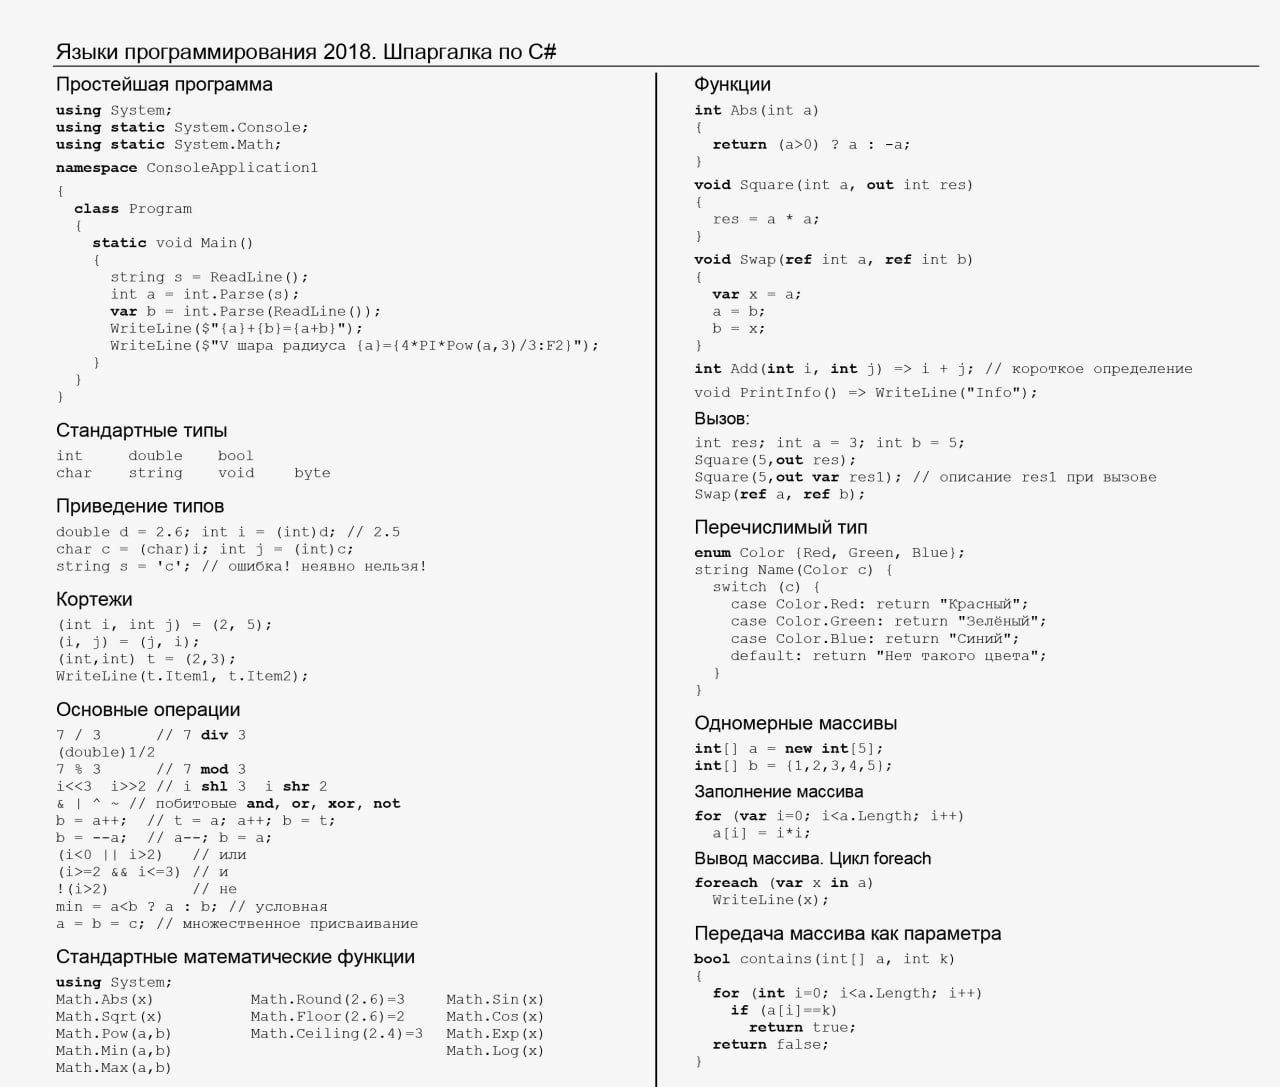 Языки программирования 2018. Шпаргалка по C#
Простейшая программа
using System;
using static System.Console;
using static System.Math;
namespace ConsoleApplication1
{
  class Program
  {
    static void Main()
    {
      string s = ReadLine();
      int a = int.Parse(s);
      var b = int.Parse(ReadLine());
      WriteLine($"{a}+{b}={a+b}");
      WriteLine($"V шара радиуса {a}={4*PI*Pow(a,3)/3:F2}");
    }
  }
}
Стандартные типы
int     double    bool
char    string    void     byte
Приведение типов
double d = 2.6; int i = (int)d; // 2.5
char c = (char)i; int j = (int)c;
string s = 'c'; // ошибка! неявно нельзя!
Кортежи
(int i, int j) = (2, 5);
(i, j) = (j, i);
(int,int) t = (2,3);
WriteLine(t.Item1, t.Item2);
Основные операции
7 / 3      // 7 div 3
(double)1/2
7 % 3      // 7 mod 3
i<<3  i>>2 // i shl 3  i shr 2
& | ^ ~ // побитовые and, or, xor, not
b = a++;  // t = a; a++; b = t;
b = --a;  // a--; b = a;
(i<0 || i>2)   // или
(i>=2 && i<=3) // и
!(i>2)         // не
min = a<b ? a : b; // условная
a = b = c; // множественное присваивание
Стандартные математические функции
using System;
Math.Abs(x)    Math.Round(2.6)=3    Math.Sin(x)
Math.Sqrt(x)    Math.Floor(2.6)=2    Math.Cos(x)
Math.Pow(a,b)    Math.Ceiling(2.4)=3    Math.Exp(x)
Math.Min(a,b)    Math.Log(x)
Math.Max(a,b)
Функции
int Abs(int a)
{
  return (a>0) ? a : -a;
}
void Square(int a, out int res)
{
  res = a * a;
}
void Swap(ref int a, ref int b)
{
  var x = a;
  a = b;
  b = x;
}
int Add(int i, int j) => i + j; // короткое определение
void PrintInfo() => WriteLine("Info");
Вызов:
int res; int a = 3; int b = 5;
Square(5,out res);
Square(5,out var res1); // описание res1 при вызове
Swap(ref a, ref b);
Перечислимый тип
enum Color {Red, Green, Blue};
string Name(Color c) {
  switch (c) {
    case Color.Red: return "Красный";
    case Color.Green: return "Зелёный";
    case Color.Blue: return "Синий";
    default: return "Нет такого цвета";
  }
}
Одномерные массивы
int[] a = new int[5];
int[] b = {1,2,3,4,5};
Заполнение массива
for (var i=0; i<a.Length; i++)
  a[i] = i*i;
Вывод массива. Цикл foreach
foreach (var x in a)
  WriteLine(x);
Передача массива как параметра
bool contains(int[] a, int k)
{
  for (int i=0; i<a.Length; i++)
    if (a[i]==k)
      return true;
  return false;
}